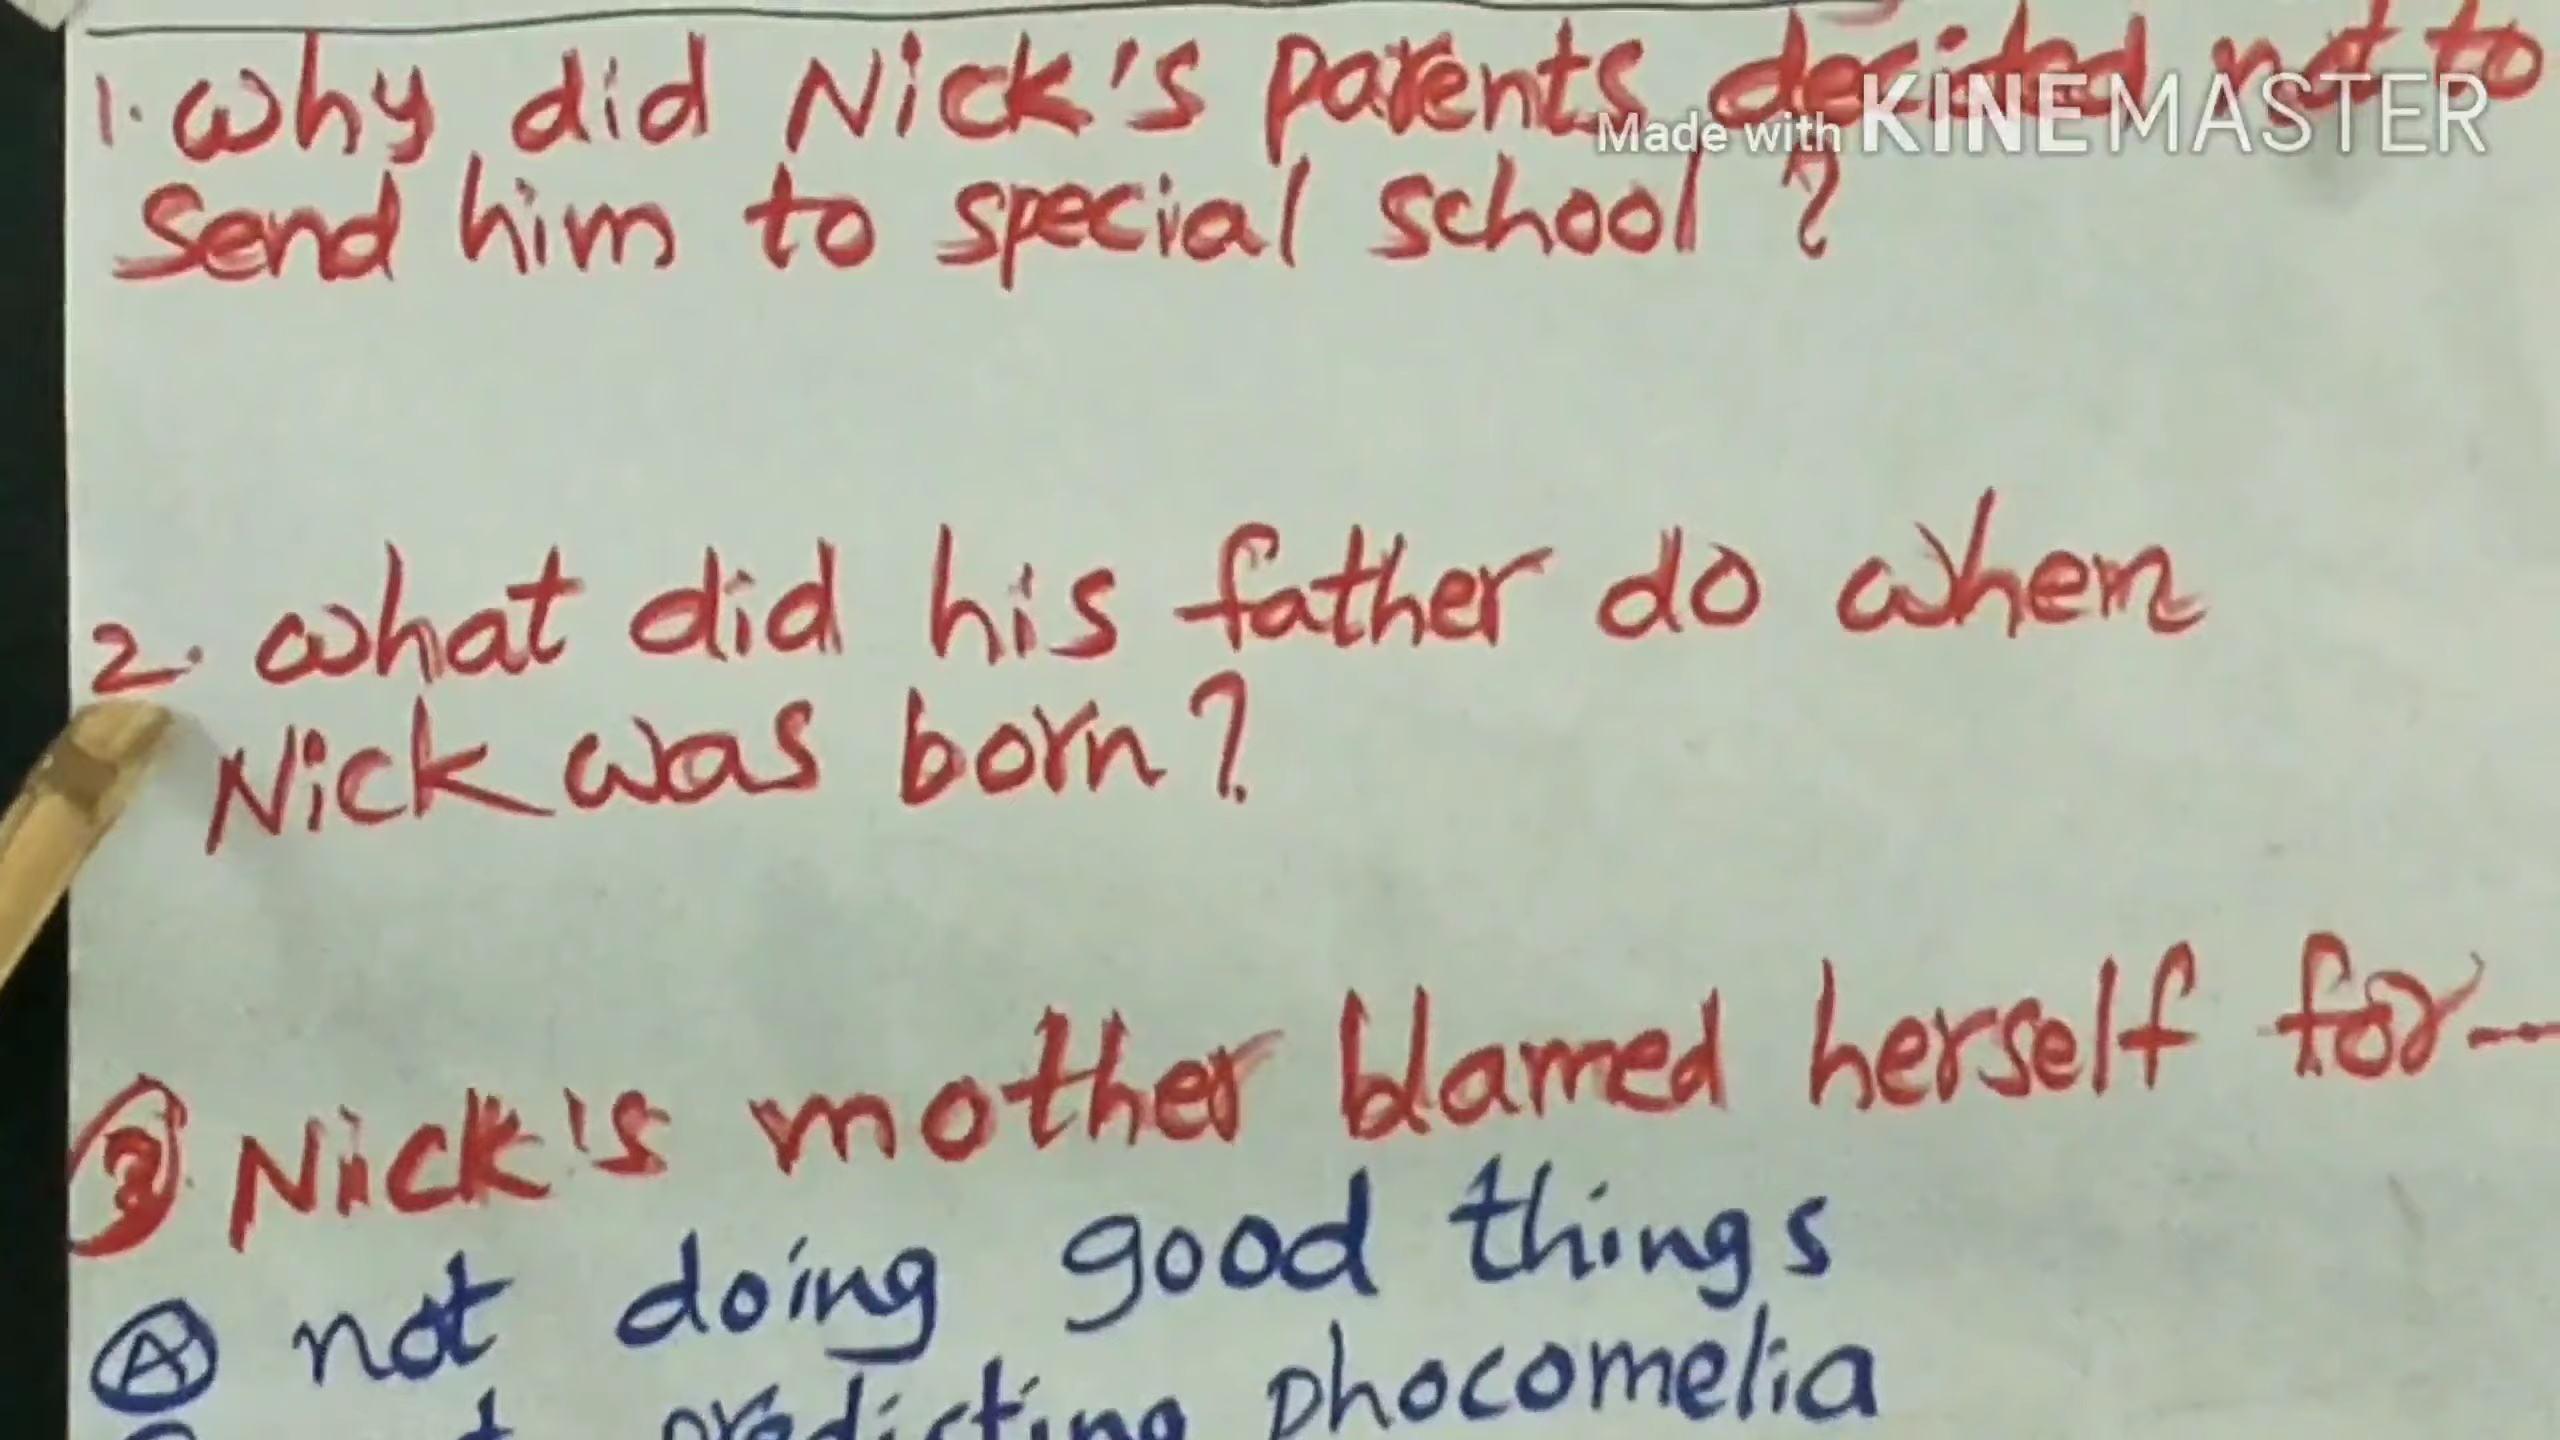 1. Why did Nick's parents decided not to
Made with KINEMASTER
Send him to special school?
2. what did his father do when
Nick was born?
3 Nick's mother blamed herself for--
A not doing good things
predicting phocomelia